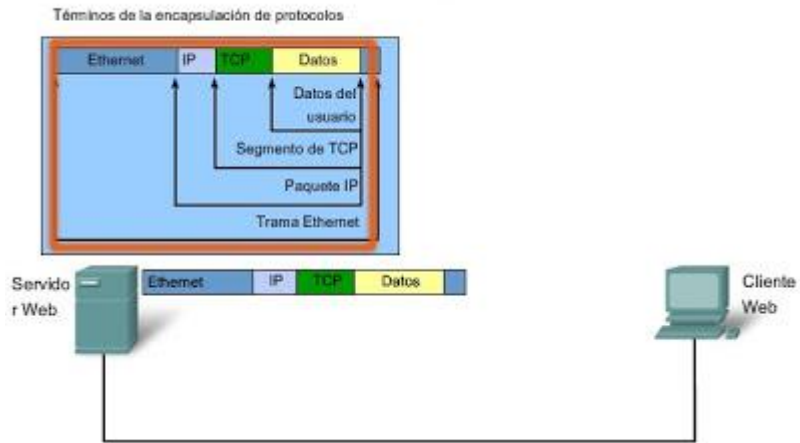 Términos de la encapsulación de protocolos
Ethernet IP TCP Datos
Datos del
usuario
Segmento de TCP
Paquete IP
Trama Ethernet
Servido
r Web
Ethernet IP TCP Datos
Cliente
Web